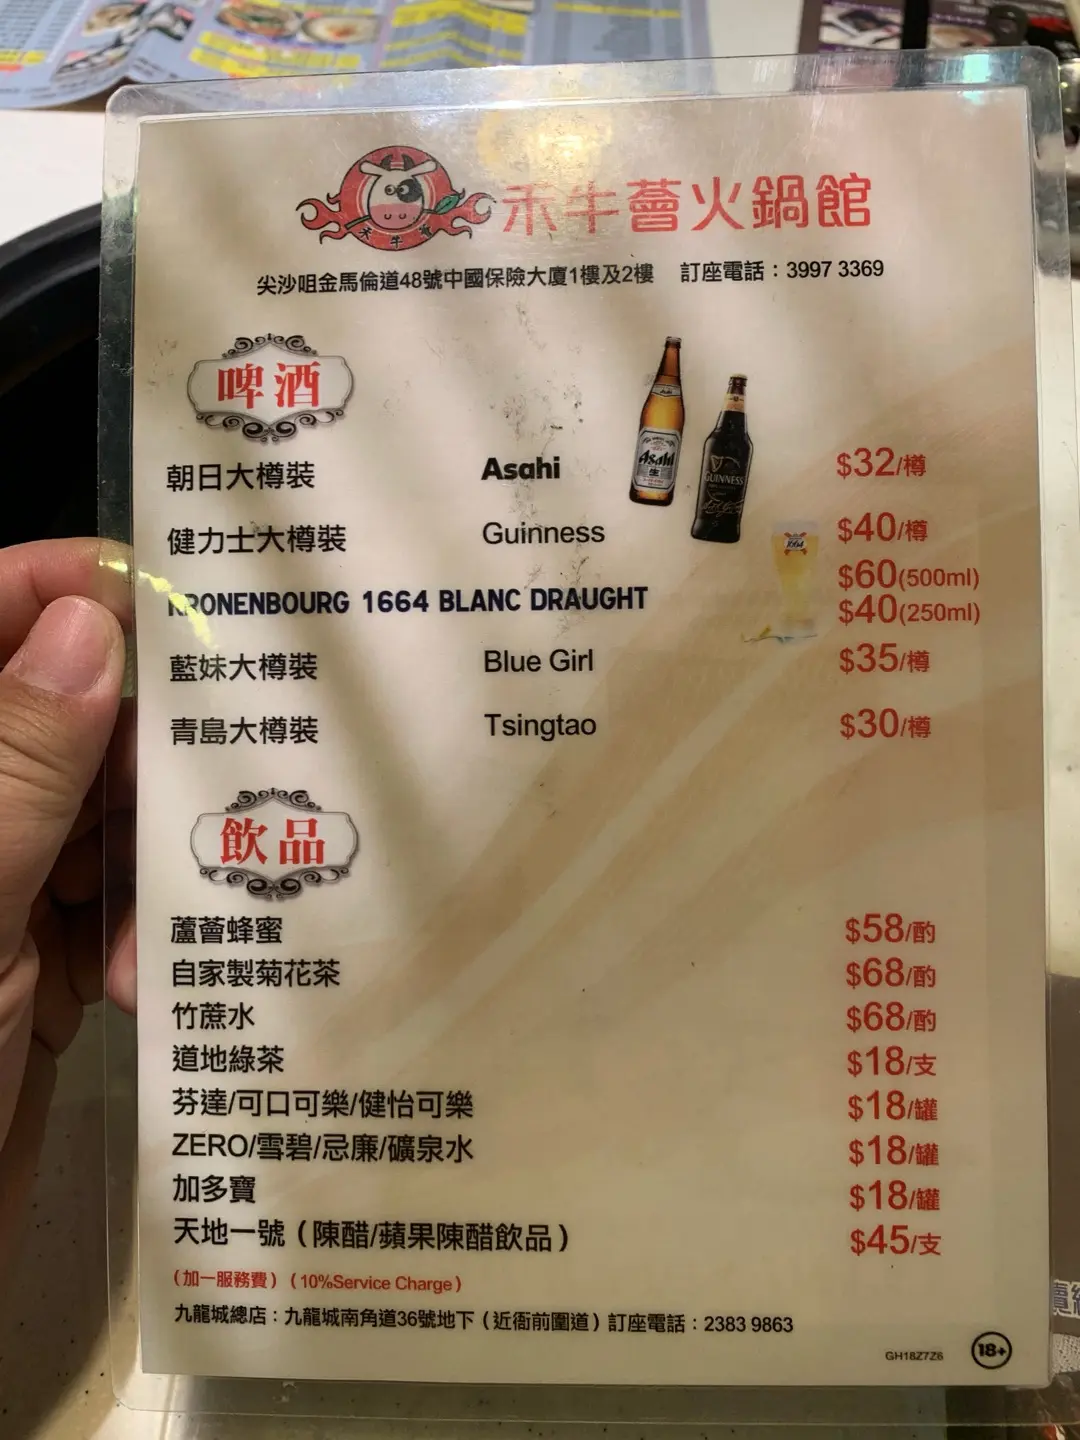 禾牛薈火鍋館
禾牛薈
尖沙咀金馬倫道48號中國保險大廈1樓及2樓 訂座電話：3997 3369
啤酒
朝日大樽裝 Asahi $32/樽
健力士大樽裝 Guinness $40/樽
KRONENBOURG 1664 BLANC DRAUGHT $60(500ml)
$40(250ml)
藍妹大樽裝 Blue Girl $35/樽
青島大樽裝 Tsingtao $30/樽
Asahi
生
GUINNESS
1664
飲品
蘆薈蜂蜜 $58/酌
自家製菊花茶 $68/酌
竹蔗水 $68/酌
道地綠茶 $18/支
芬達/可口可樂/健怡可樂 $18/罐
ZERO/雪碧/忌廉/礦泉水 $18/罐
加多寶 $18/罐
天地一號（陳醋/蘋果陳醋飲品） $45/支
（加一服務費）（10%Service Charge）
九龍城總店：九龍城南角道36號地下（近衙前圍道）訂座電話：2383 9863
GH18Z7Z6 18+